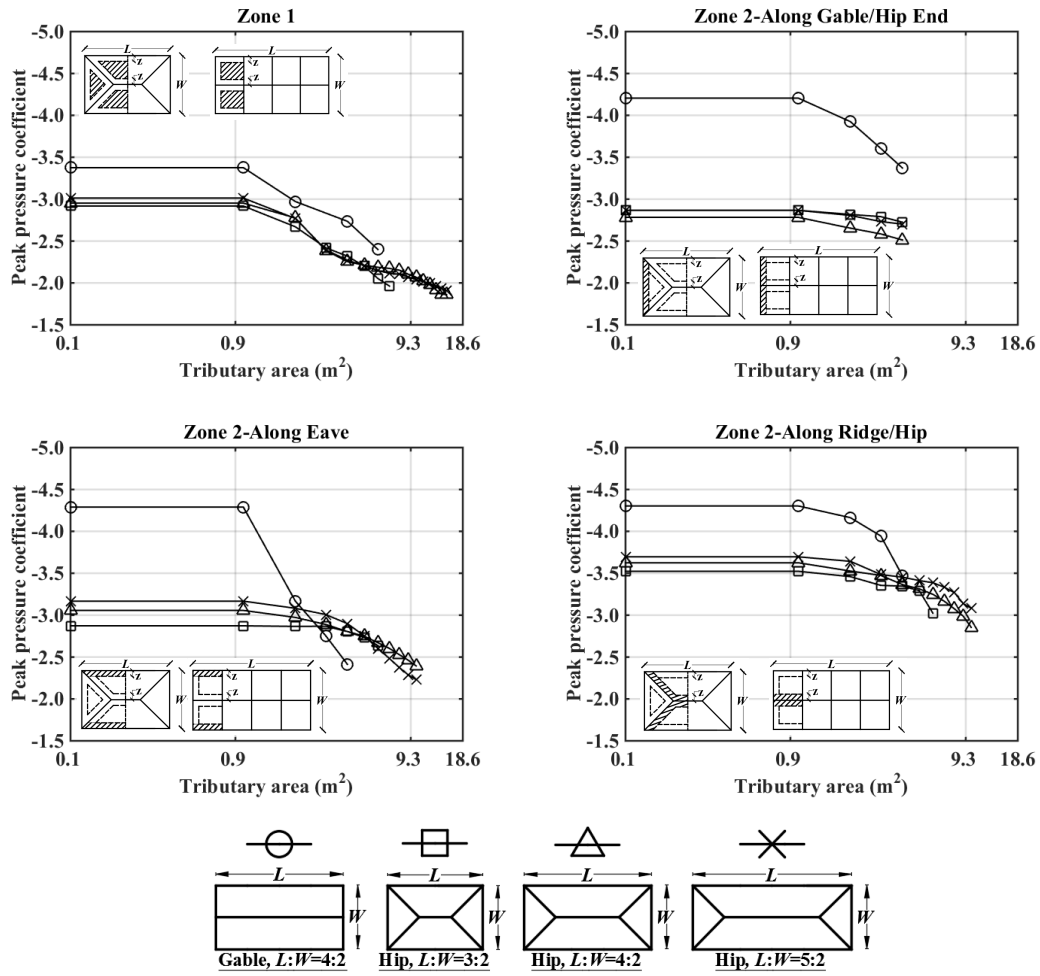 Zone 1
Peak pressure coefficient
-5.0
-4.5
-4.0
-3.5
-3.0
-2.5
-2.0
-1.5
0.1 0.9 9.3 18.6
Tributary area (m²)
L
W
z
z
L
W
z
z
Zone 2-Along Gable/Hip End
Peak pressure coefficient
-5.0
-4.5
-4.0
-3.5
-3.0
-2.5
-2.0
-1.5
0.1 0.9 9.3 18.6
Tributary area (m²)
L
W
z
z
L
W
z
z
Zone 2-Along Eave
Peak pressure coefficient
-5.0
-4.5
-4.0
-3.5
-3.0
-2.5
-2.0
-1.5
0.1 0.9 9.3 18.6
Tributary area (m²)
L
W
z
z
L
W
z
z
Zone 2-Along Ridge/Hip
Peak pressure coefficient
-5.0
-4.5
-4.0
-3.5
-3.0
-2.5
-2.0
-1.5
0.1 0.9 9.3 18.6
Tributary area (m²)
L
W
z
z
L
W
z
z
L L L L
W W W W
Gable, L:W=4:2 Hip, L:W=3:2 Hip, L:W=4:2 Hip, L:W=5:2